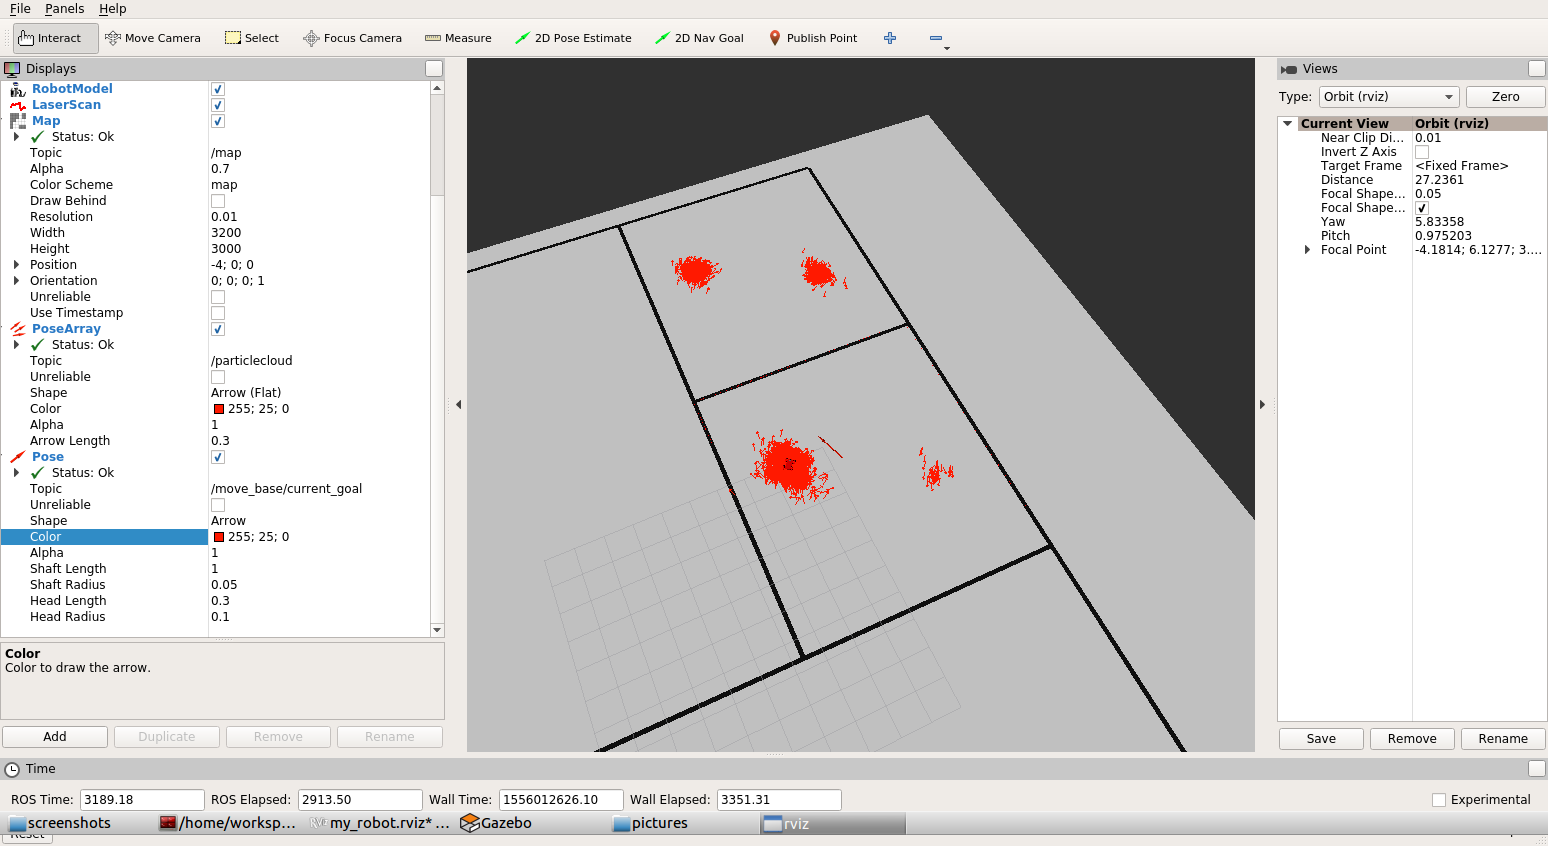 File Panels Help
Interact Move Camera Select Focus Camera Measure 2D Pose Estimate 2D Nav Goal Publish Point
Displays
RobotModel
LaserScan
Map
Status: Ok
Topic /map
Alpha 0.7
Color Scheme map
Draw Behind
Resolution 0.01
Width 3200
Height 3000
Position -4; 0; 0
Orientation 0; 0; 0; 1
Unreliable
Use Timestamp
PoseArray
Status: Ok
Topic /particlecloud
Unreliable
Shape Arrow (Flat)
Color 255; 25; 0
Alpha 1
Arrow Length 0.3
Pose
Status: Ok
Topic /move_base/current_goal
Unreliable
Shape Arrow
Color 255; 25; 0
Alpha 1
Shaft Length 1
Shaft Radius 0.05
Head Length 0.3
Head Radius 0.1
Color
Color to draw the arrow.
Add Duplicate Remove Rename
Views
Type: Orbit (rviz) Zero
Current View Orbit (rviz)
Near Clip Di... 0.01
Invert Z Axis
Target Frame <Fixed Frame>
Distance 27.2361
Focal Shape... 0.05
Focal Shape...
Yaw 5.83358
Pitch 0.975203
Focal Point -4.1814; 6.1277; 3....
Save Remove Rename
Time
ROS Time: 3189.18 ROS Elapsed: 2913.50 Wall Time: 1556012626.10 Wall Elapsed: 3351.31 Experimental
screenshots /home/worksp... my_robot.rviz* ... Gazebo pictures rviz
Reset